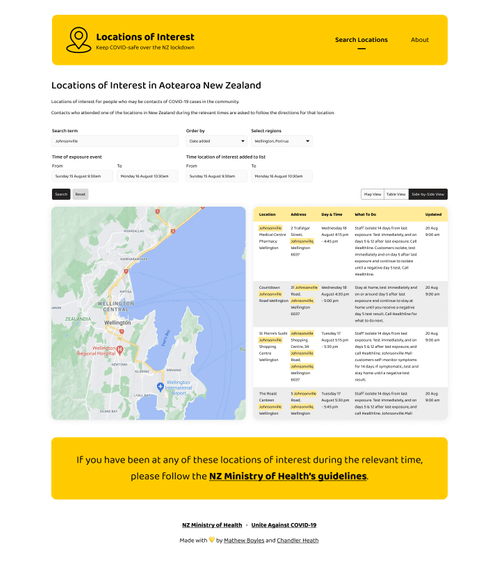 Locations of Interest
Keep COVID-safe over the NZ lockdown
Search Locations
About
Locations of Interest in Aotearoa New Zealand
Locations of interest for people who may be contacts of COVID-19 cases in the community.
Contacts who attended one of the locations in New Zealand during the relevant times are asked to follow the directions for that location.
Search term
Order by
Select regions
Johnsonville
Date added
Wellington, Porirua
Time of exposure event
Time location of interest added to list
From
To
From
To
Sunday 15 August 9:30am
Monday 16 August 10:30am
Sunday 15 August 9:30am
Monday 16 August 10:30am
Search
Reset
Map View
Table View
Side-by-Side View
WELLINGTON
CENTRAL
Wellington
Wellington
Regional Hospital
Wellington
International
Airport
Location
Address
Day & Time
What To Do
Updated
Johnsonville
Medical Centre
Pharmacy
Wellington
2 Trafalgar
Street,
Johnsonville,
Wellington
6037
Wednesday 18
August 4:15 pm
- 4:40 pm
Staff: Isolate 14 days from last
exposure. Test immediately, and on
days 5 & 12 after last exposure. Call
Healthline. Customers: isolate, test
immediately and on day 5 after last
exposure and continue to isolate
until a negative day 5 test. Call
Healthline.
20 Aug
9:00 am
Countdown
Johnsonville
Road Wellington
31 Johnsonville
Road,
Johnsonville,
Wellington
Wednesday 18
August 4:30 pm
- 5:00 pm
Stay at home, test immediately and
on or around day 5 after last
exposure and continue to stay at
home until you receive a negative
day 5 test. Call Healthline for
what to do next.
20 Aug
9:00 pm
St Pierre's Sushi
Johnsonville
Shopping
Centre
Wellington
Johnsonville
Shopping
Centre, 34
Johnsonville
Road,
Johnsonville,
Wellington
6037
Tuesday 17
August 5:15 pm
- 5:30 pm
Staff: Isolate 14 days from last
exposure. Test immediately, and on
days 5 & 12 after last exposure, and
call Healthline. Johnsonville Mall
customers: self monitor symptoms
for 14 days. If symptomatic, test and
stay home until a negative test
result.
20 Aug
9:00 am
The Roast
Canteen
Johnsonville
Wellington
5 Johnsonville
Road,
Johnsonville,
Wellington
Tuesday 17
August 5:30 pm
- 5:45 pm
Staff: Isolate 14 days from last
exposure. Test immediately, and on
days 5 & 12 after last exposure, and
call Healthline. Johnsonville Mall
20 Aug
9:00 am
If you have been at any of these locations of interest during the relevant time,
please follow the NZ Ministry of Health's guidelines.
NZ Ministry of Health · Unite Against COVID-19
Made with 💛 by Mathew Boyles and Chandler Heath